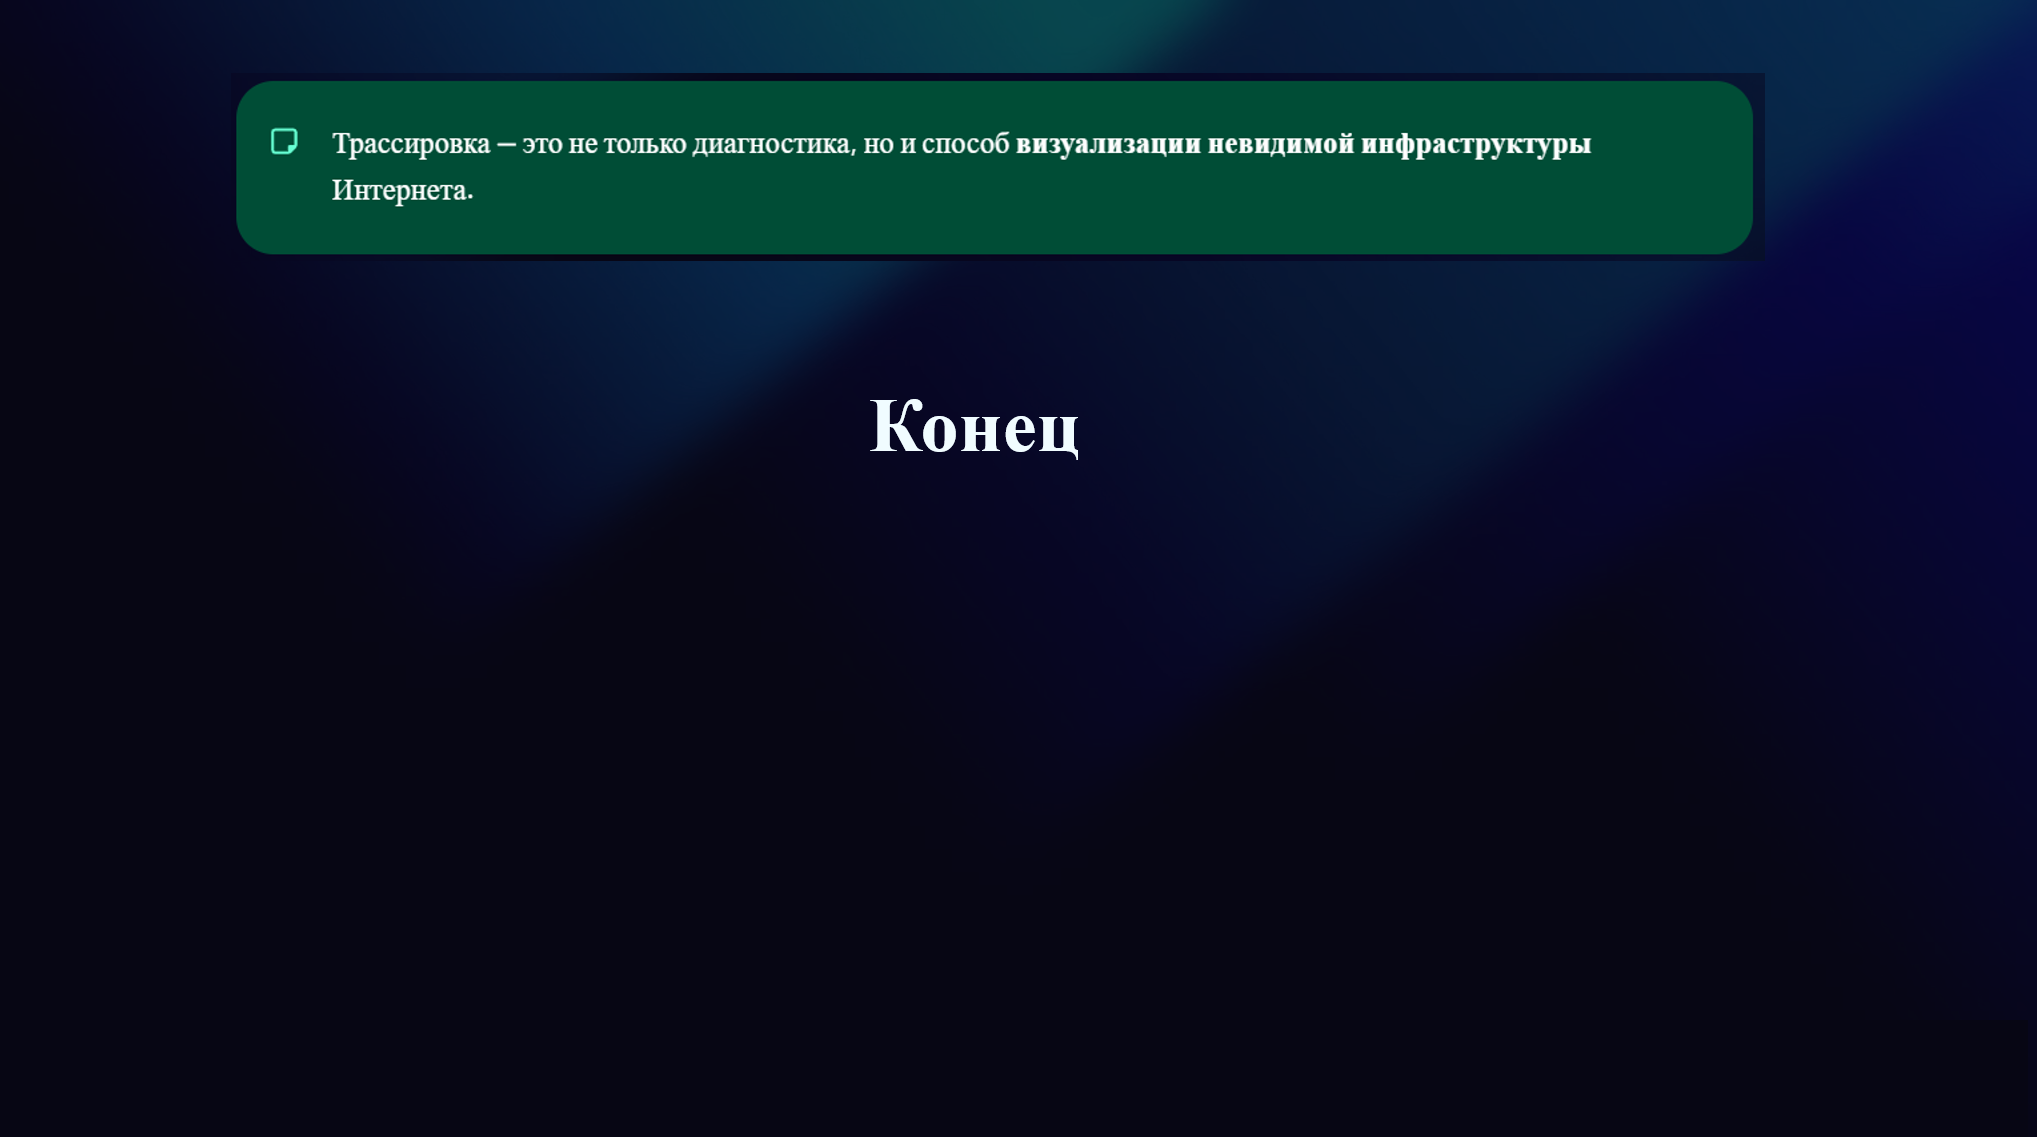 Трассировка — это не только диагностика, но и способ визуализации невидимой инфраструктуры
Интернета.
Конец